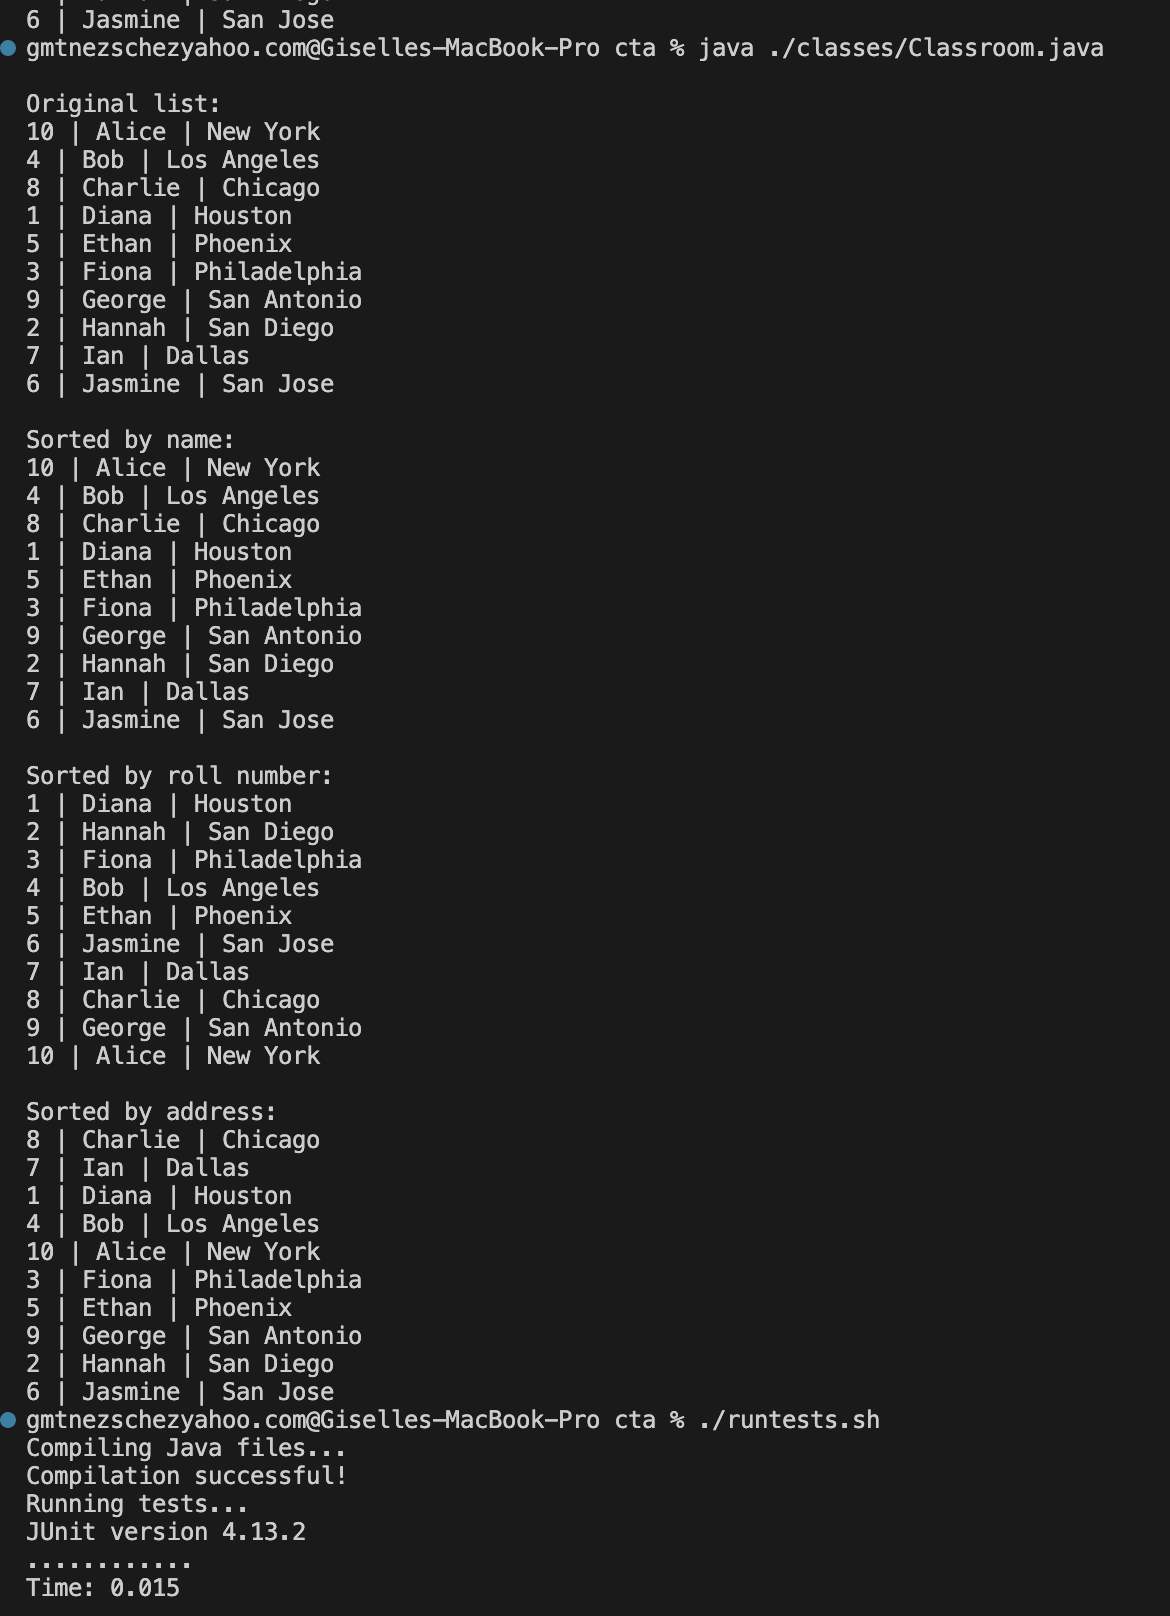 6 | Jasmine | San Jose
gmtnezschezyahoo.com@Giselles-MacBook-Pro cta % java ./classes/Classroom.java
Original list:
10 | Alice | New York
4 | Bob | Los Angeles
8 | Charlie | Chicago
1 | Diana | Houston
5 | Ethan | Phoenix
3 | Fiona | Philadelphia
9 | George | San Antonio
2 | Hannah | San Diego
7 | Ian | Dallas
6 | Jasmine | San Jose
Sorted by name:
10 | Alice | New York
4 | Bob | Los Angeles
8 | Charlie | Chicago
1 | Diana | Houston
5 | Ethan | Phoenix
3 | Fiona | Philadelphia
9 | George | San Antonio
2 | Hannah | San Diego
7 | Ian | Dallas
6 | Jasmine | San Jose
Sorted by roll number:
1 | Diana | Houston
2 | Hannah | San Diego
3 | Fiona | Philadelphia
4 | Bob | Los Angeles
5 | Ethan | Phoenix
6 | Jasmine | San Jose
7 | Ian | Dallas
8 | Charlie | Chicago
9 | George | San Antonio
10 | Alice | New York
Sorted by address:
8 | Charlie | Chicago
7 | Ian | Dallas
1 | Diana | Houston
4 | Bob | Los Angeles
10 | Alice | New York
3 | Fiona | Philadelphia
5 | Ethan | Phoenix
9 | George | San Antonio
2 | Hannah | San Diego
6 | Jasmine | San Jose
gmtnezschezyahoo.com@Giselles-MacBook-Pro cta % ./runtests.sh
Compiling Java files...
Compilation successful!
Running tests...
JUnit version 4.13.2
............
Time: 0.015